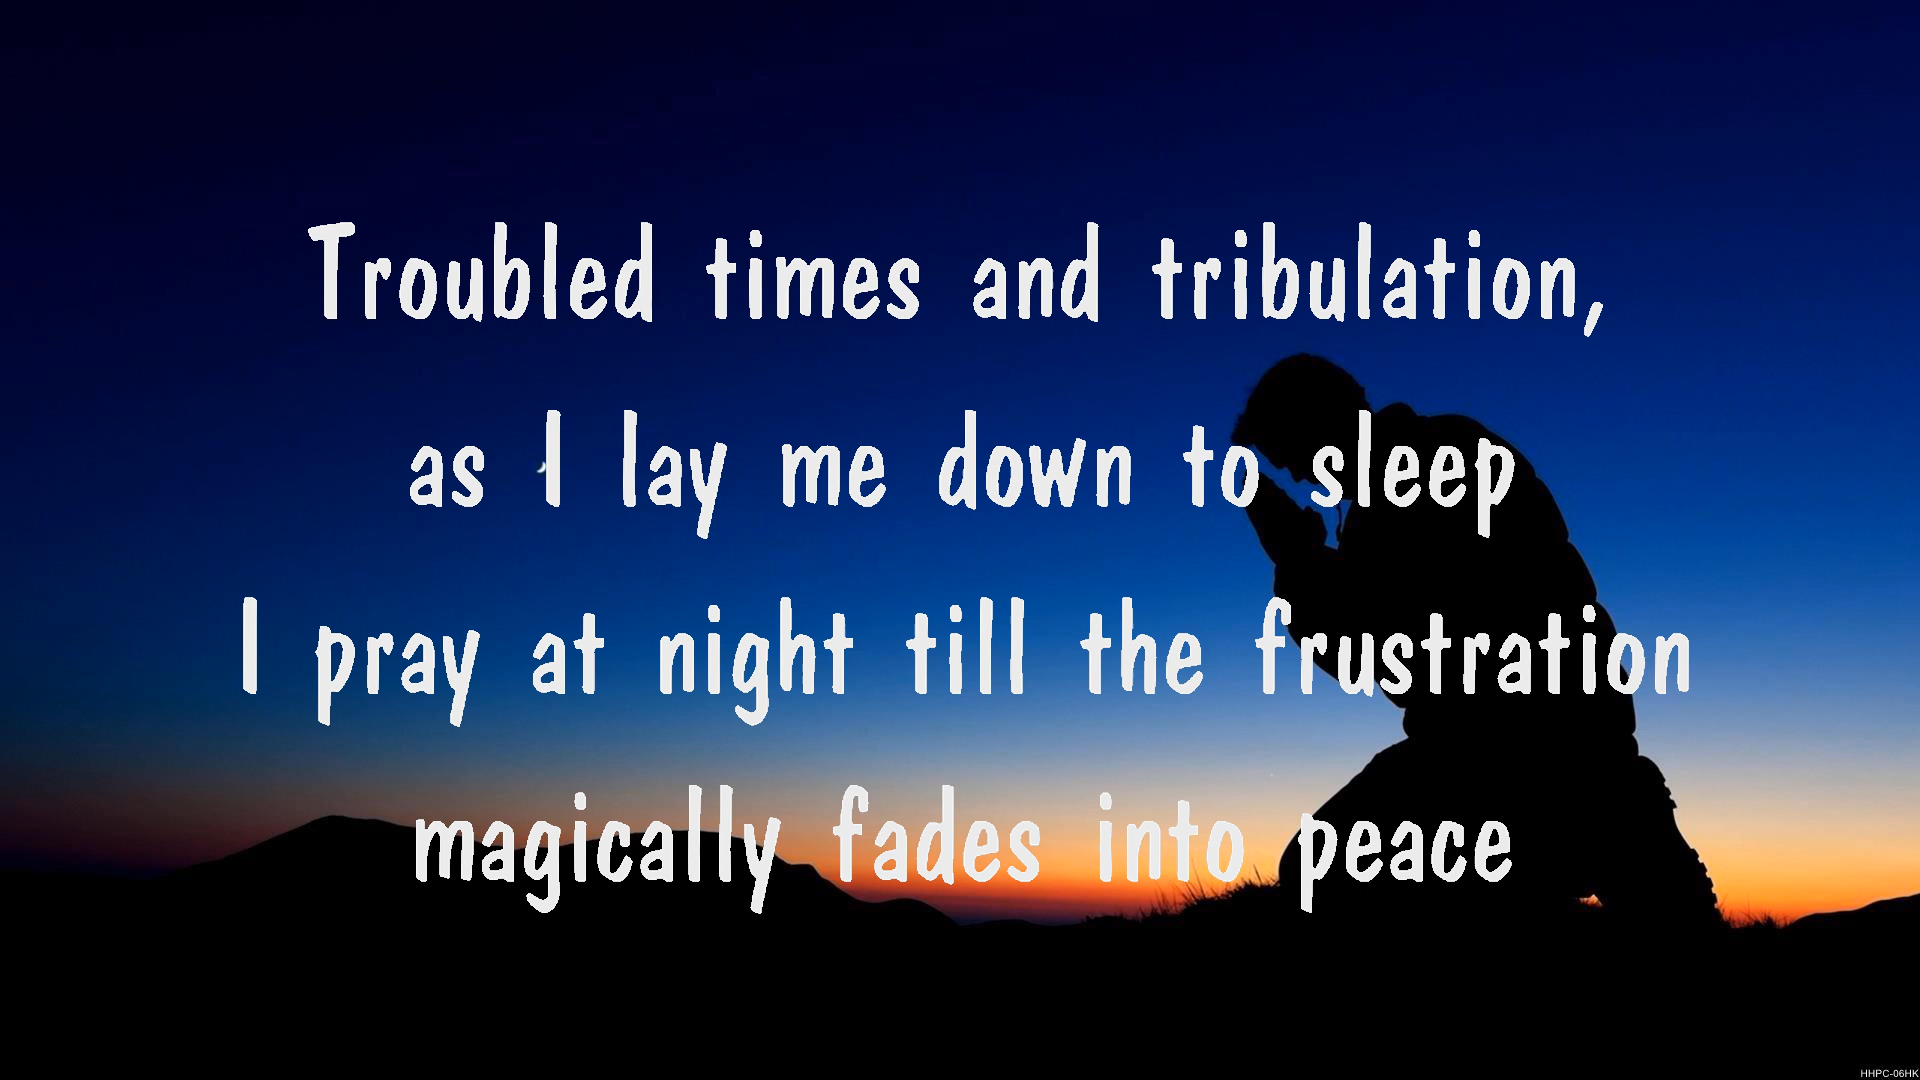 Troubled times and tribulation,
as I lay me down to sleep
I pray at night till the frustration
magically fades into peace
HHPC-06HK